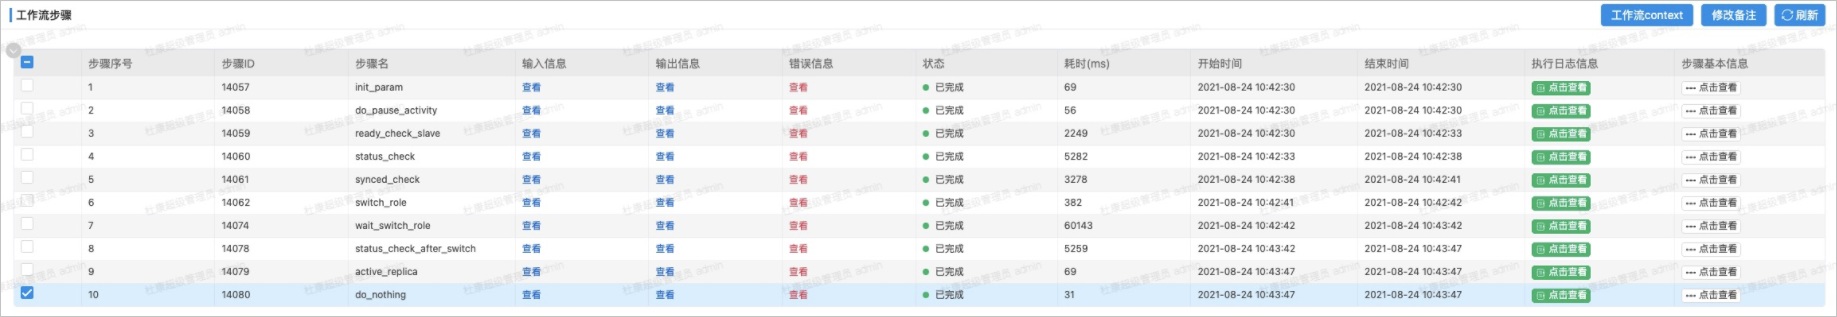 工作流步骤
工作流context 修改备注 刷新
步骤序号 步骤ID 步骤名 输入信息 输出信息 错误信息 状态 耗时(ms) 开始时间 结束时间 执行日志信息 步骤基本信息
1 14057 init_param 查看 查看 查看 已完成 69 2021-08-24 10:42:30 2021-08-24 10:42:30 点击查看 点击查看
2 14058 do_pause_activity 查看 查看 查看 已完成 56 2021-08-24 10:42:30 2021-08-24 10:42:30 点击查看 点击查看
3 14059 ready_check_slave 查看 查看 查看 已完成 2249 2021-08-24 10:42:30 2021-08-24 10:42:33 点击查看 点击查看
4 14060 status_check 查看 查看 查看 已完成 5282 2021-08-24 10:42:33 2021-08-24 10:42:38 点击查看 点击查看
5 14061 synced_check 查看 查看 查看 已完成 3278 2021-08-24 10:42:38 2021-08-24 10:42:41 点击查看 点击查看
6 14062 switch_role 查看 查看 查看 已完成 382 2021-08-24 10:42:41 2021-08-24 10:42:42 点击查看 点击查看
7 14074 wait_switch_role 查看 查看 查看 已完成 60143 2021-08-24 10:42:42 2021-08-24 10:43:42 点击查看 点击查看
8 14078 status_check_after_switch 查看 查看 查看 已完成 5259 2021-08-24 10:43:42 2021-08-24 10:43:47 点击查看 点击查看
9 14079 active_replica 查看 查看 查看 已完成 69 2021-08-24 10:43:47 2021-08-24 10:43:47 点击查看 点击查看
10 14080 do_nothing 查看 查看 查看 已完成 31 2021-08-24 10:43:47 2021-08-24 10:43:47 点击查看 点击查看
杜康超级管理员 admin